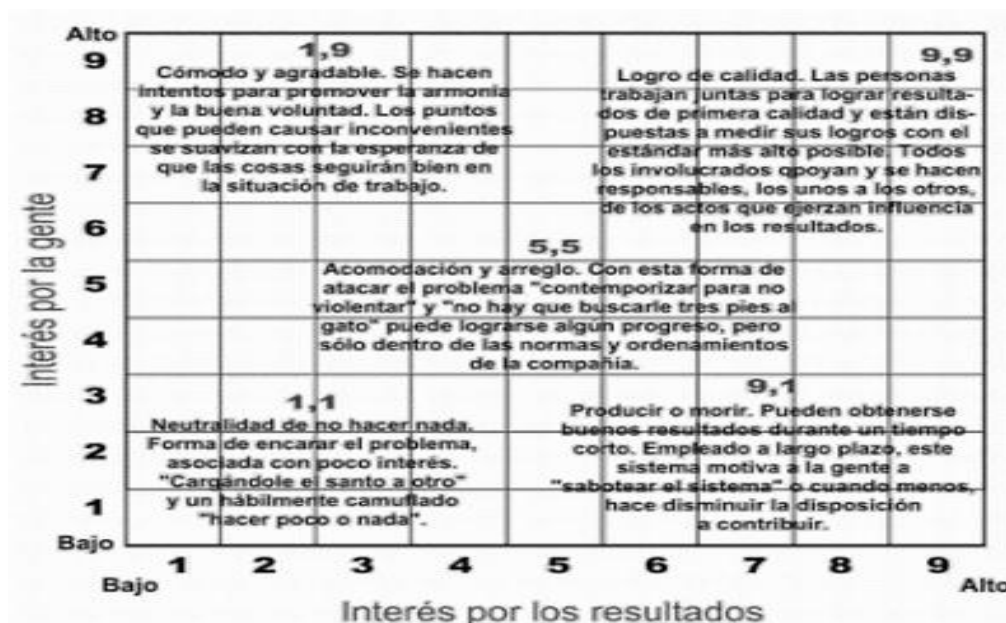 Alto
9
8
7
6
5
4
3
2
1
Bajo
Interés por la gente
1,9
Cómodo y agradable. Se hacen
intentos para promover la armonía
y la buena voluntad. Los puntos
que pueden causar inconvenientes
se suavizan con la esperanza de
que las cosas seguirán bien en
la situación de trabajo.
9,9
Logro de calidad. Las personas
trabajan juntas para lograr resulta-
dos de primera calidad y están dis-
puestas a medir sus logros con el
estándar más alto posible. Todos
los involucrados qpoyan y se hacen
responsables, los unos a los otros,
de los actos que ejerzan influencia
en los resultados.
5,5
Acomodación y arreglo. Con esta forma de
atacar el problema "contemporizar para no
violentar" y "no hay que buscarle tres pies al
gato" puede lograrse algún progreso, pero
sólo dentro de las normas y ordenamientos
de la compañía.
1,1
Neutralidad de no hacer nada.
Forma de encarar el problema,
asociada con poco interés.
"Cargándole el santo a otro"
y un hábilmente camuflado
"hacer poco o nada".
9,1
Producir o morir. Pueden obtenerse
buenos resultados durante un tiempo
corto. Empleado a largo plazo, este
sistema motiva a la gente a
"sabotear el sistema" o cuando menos,
hace disminuir la disposición
a contribuir.
1 2 3 4 5 6 7 8 9
Bajo Alto
Interés por los resultados